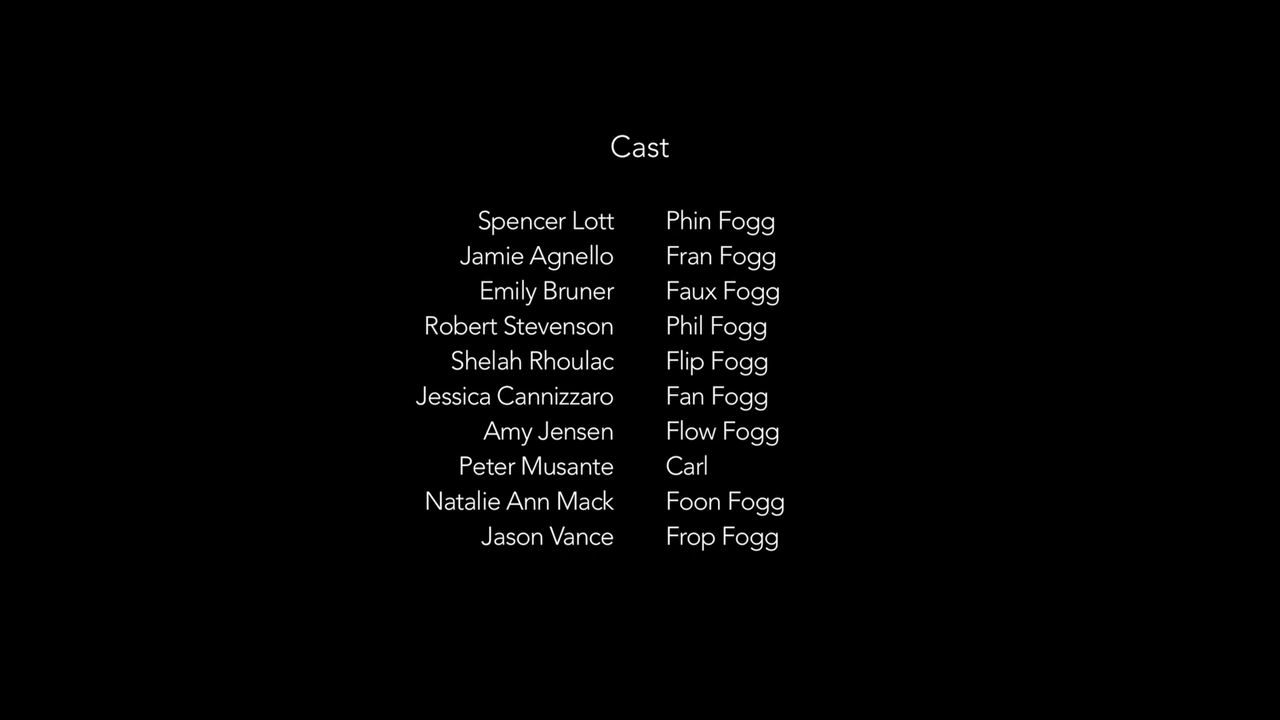 Cast
Spencer Lott Phin Fogg
Jamie Agnello Fran Fogg
Emily Bruner Faux Fogg
Robert Stevenson Phil Fogg
Shelah Rhoulac Flip Fogg
Jessica Cannizzaro Fan Fogg
Amy Jensen Flow Fogg
Peter Musante Carl
Natalie Ann Mack Foon Fogg
Jason Vance Frop Fogg